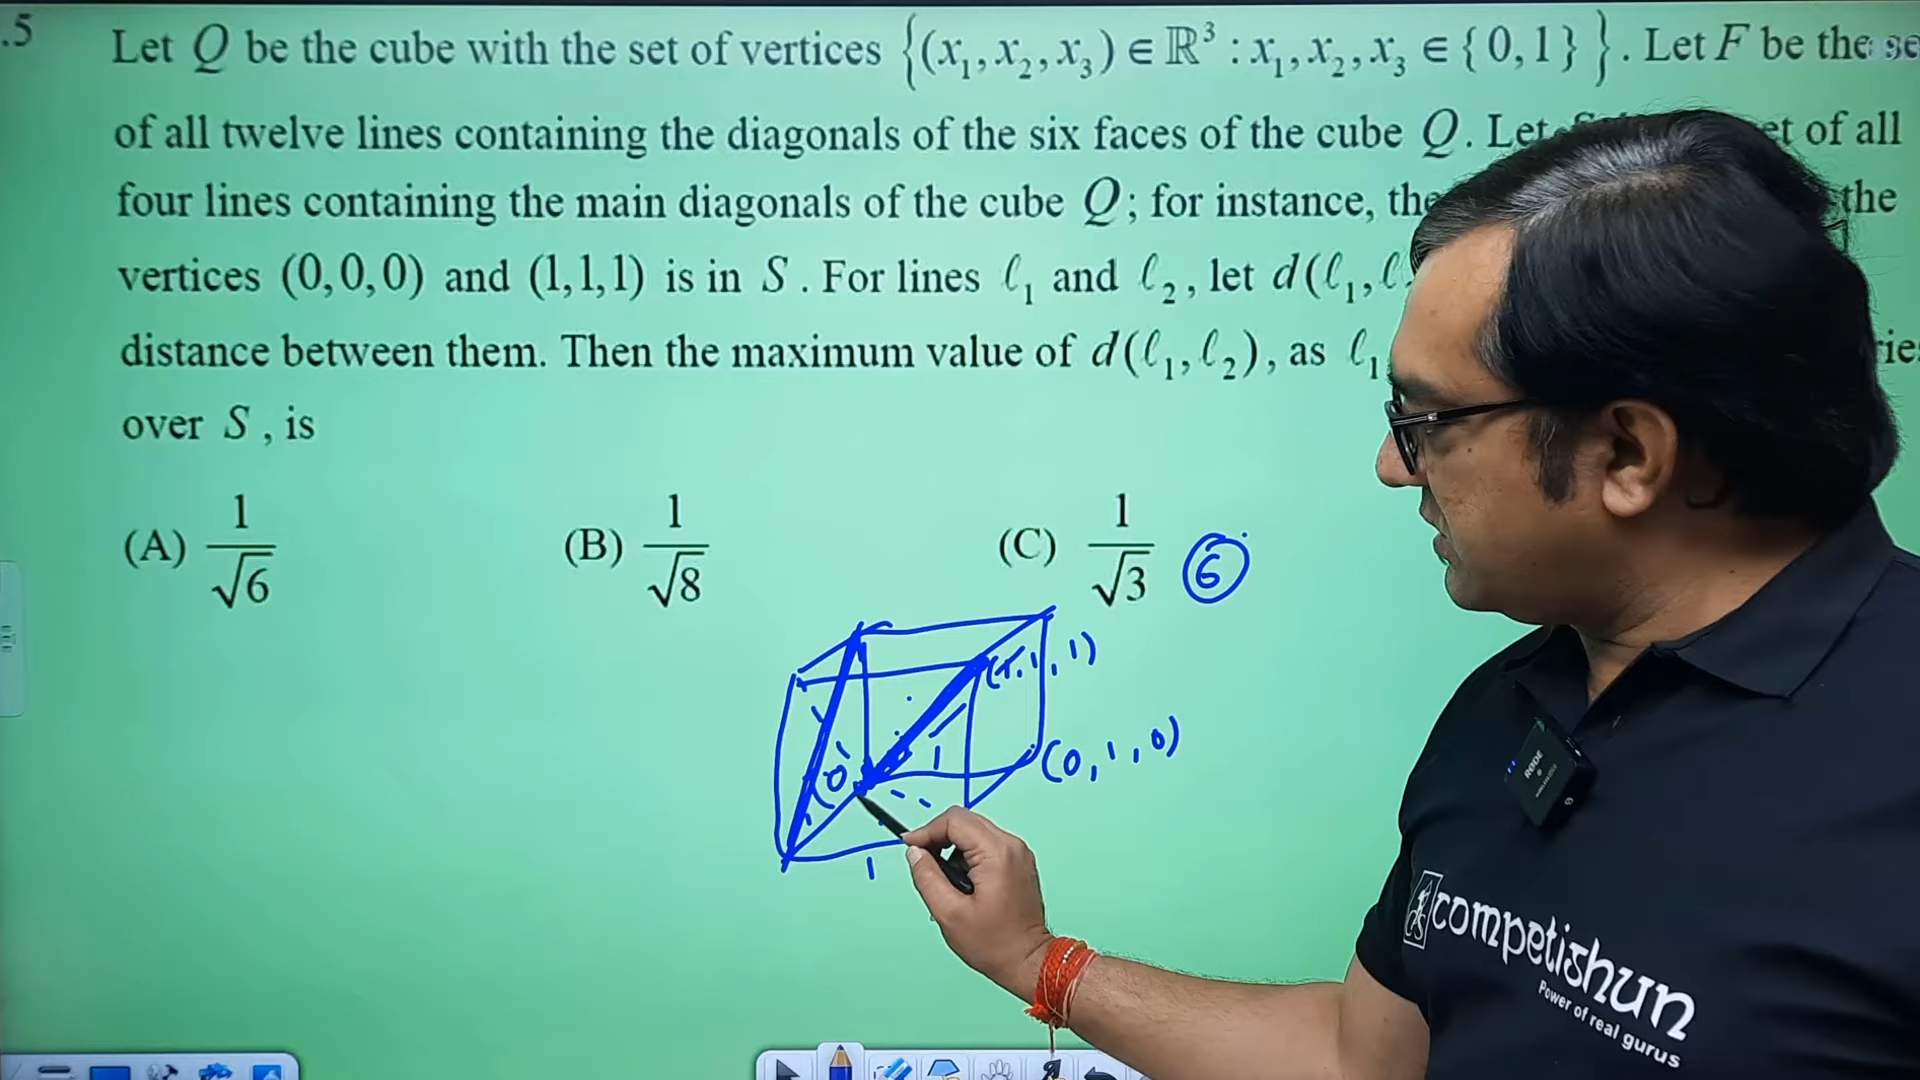 .5
Let Q be the cube with the set of vertices {(x₁, x₂, x₃) ∈ ℝ³ : x₁, x₂, x₃ ∈ {0, 1}}. Let F be the se
of all twelve lines containing the diagonals of the six faces of the cube Q. Let et of all
four lines containing the main diagonals of the cube Q; for instance, the the
vertices (0,0,0) and (1,1,1) is in S. For lines ℓ₁ and ℓ₂, let d(ℓ₁, ℓ
distance between them. Then the maximum value of d(ℓ₁, ℓ₂), as ℓ₁ ries
over S, is
(A) 1/√6 (B) 1/√8 (C) 1/√3 6
(1, 1, 1)
(0, 1, 0)
(0
1
1
RODE
competishun
Power of real gurus